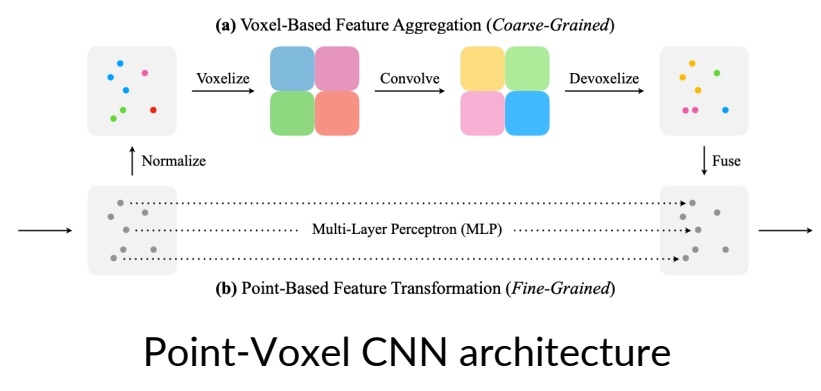 (a) Voxel-Based Feature Aggregation (Coarse-Grained)
Voxelize
Convolve
Devoxelize
Normalize
Fuse
Multi-Layer Perceptron (MLP)
(b) Point-Based Feature Transformation (Fine-Grained)
Point-Voxel CNN architecture